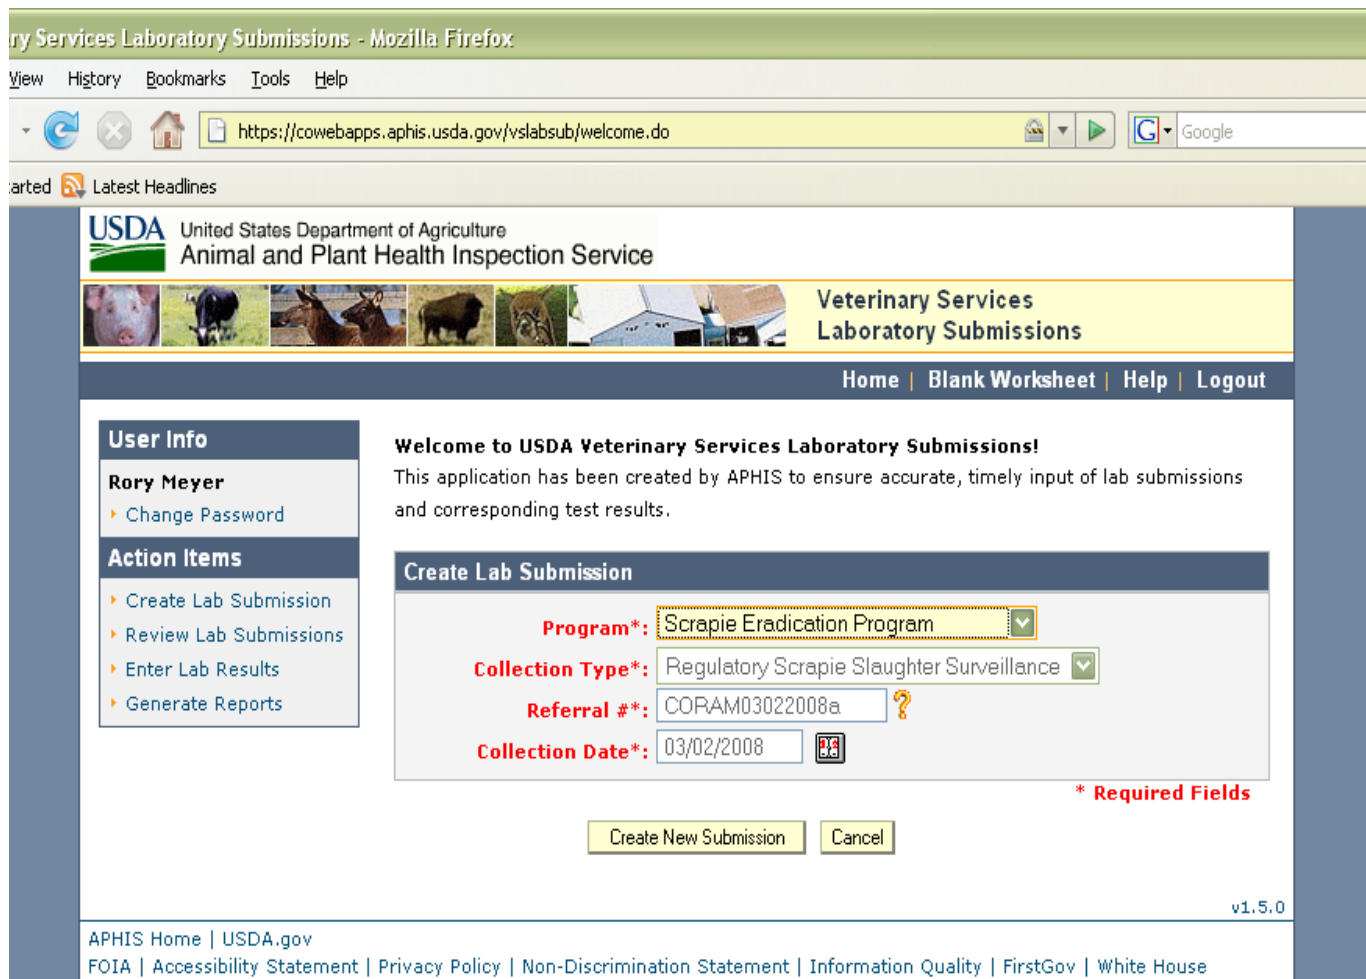 ry Services Laboratory Submissions - Mozilla Firefox
View History Bookmarks Tools Help
https://cowebapps.aphis.usda.gov/vslabsub/welcome.do
G Google
arted Latest Headlines
USDA United States Department of Agriculture
Animal and Plant Health Inspection Service
Veterinary Services
Laboratory Submissions
Home | Blank Worksheet | Help | Logout
User Info
Rory Meyer
Change Password
Action Items
Create Lab Submission
Review Lab Submissions
Enter Lab Results
Generate Reports
Welcome to USDA Veterinary Services Laboratory Submissions!
This application has been created by APHIS to ensure accurate, timely input of lab submissions
and corresponding test results.
Create Lab Submission
Program*: Scrapie Eradication Program
Collection Type*: Regulatory Scrapie Slaughter Surveillance
Referral #*: CORAM03022008a ?
Collection Date*: 03/02/2008
* Required Fields
Create New Submission Cancel
v1.5.0
APHIS Home | USDA.gov
FOIA | Accessibility Statement | Privacy Policy | Non-Discrimination Statement | Information Quality | FirstGov | White House